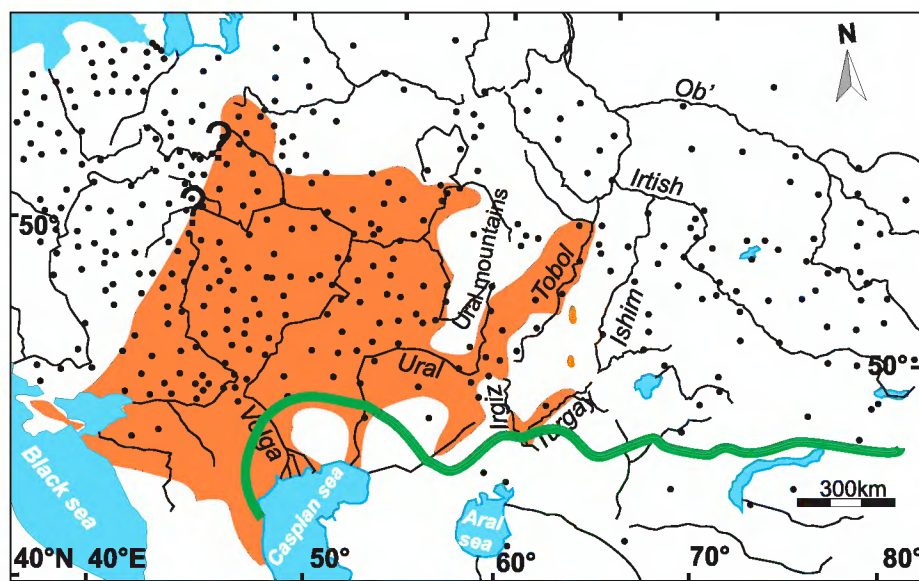 N
Ob'
?
Irtish
?
50°
Ural mountains
Tobol
Ishim
Ural
50°
Irgiz
Turgay
Volga
Black sea
Caspian sea
Aral
sea
300km
40°N 40°E 50° 60° 70° 80°